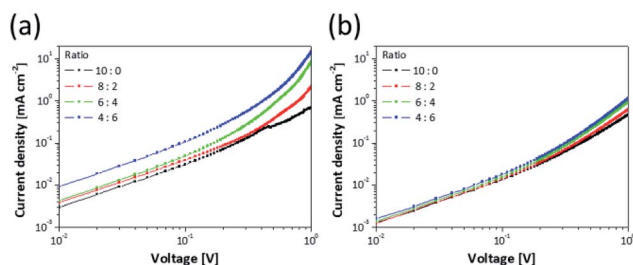 (a)
Current density [mA cm⁻²]
10¹
10⁰
10⁻¹
10⁻²
10⁻³
Ratio
10 : 0
8 : 2
6 : 4
4 : 6
10⁻²
10⁻¹
10⁰
Voltage [V]
(b)
Current density [mA cm⁻²]
10¹
10⁰
10⁻¹
10⁻²
10⁻³
Ratio
10 : 0
8 : 2
6 : 4
4 : 6
10⁻²
10⁻¹
10⁰
Voltage [V]